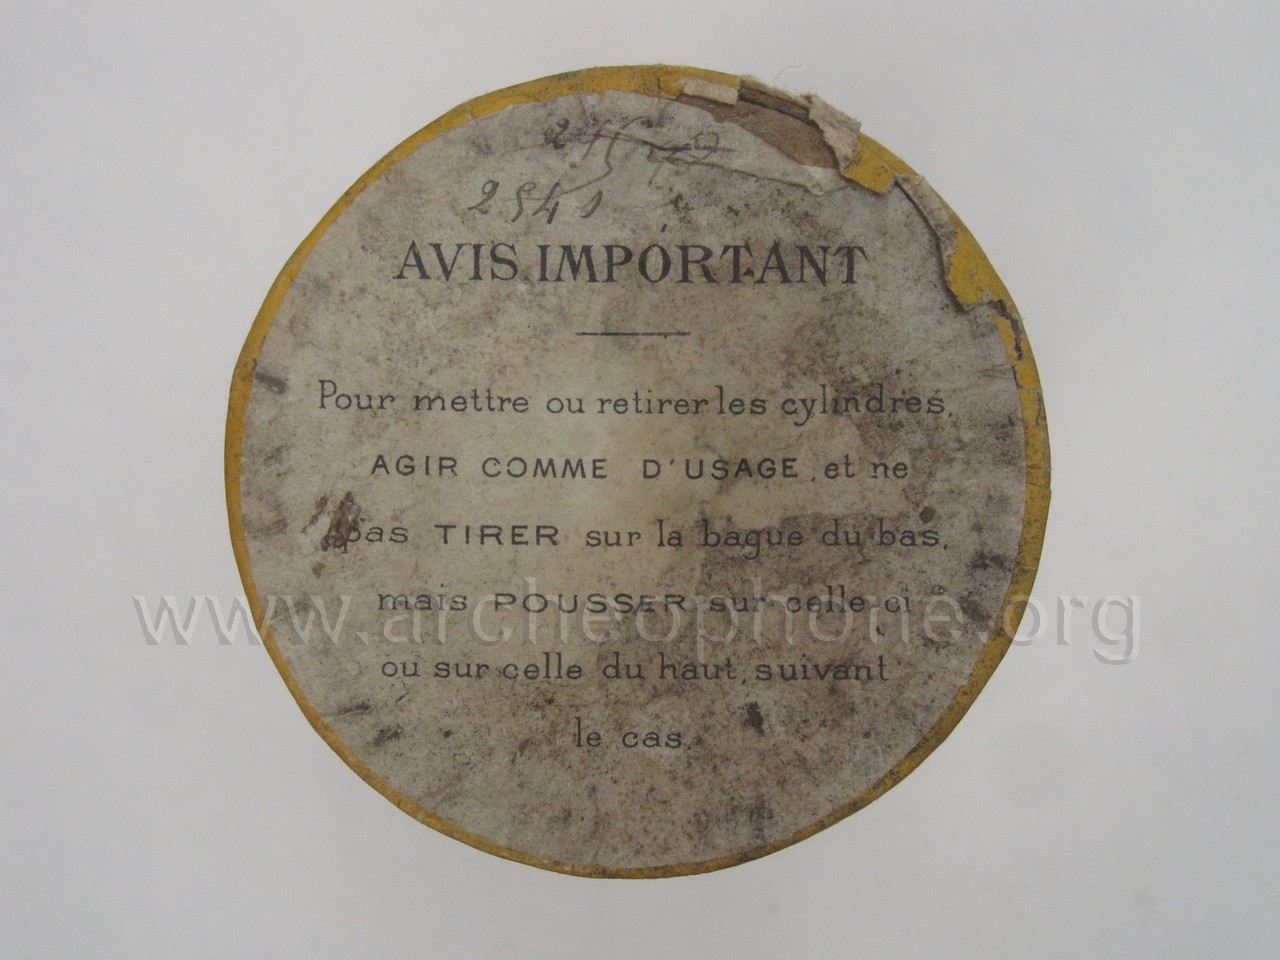 2541
AVIS IMPORTANT
Pour mettre ou retirer les cylindres,
AGIR COMME D'USAGE, et ne
pas TIRER sur la bague du bas,
mais POUSSER sur celle-ci
ou sur celle du haut, suivant
le cas.
www.archeophone.org